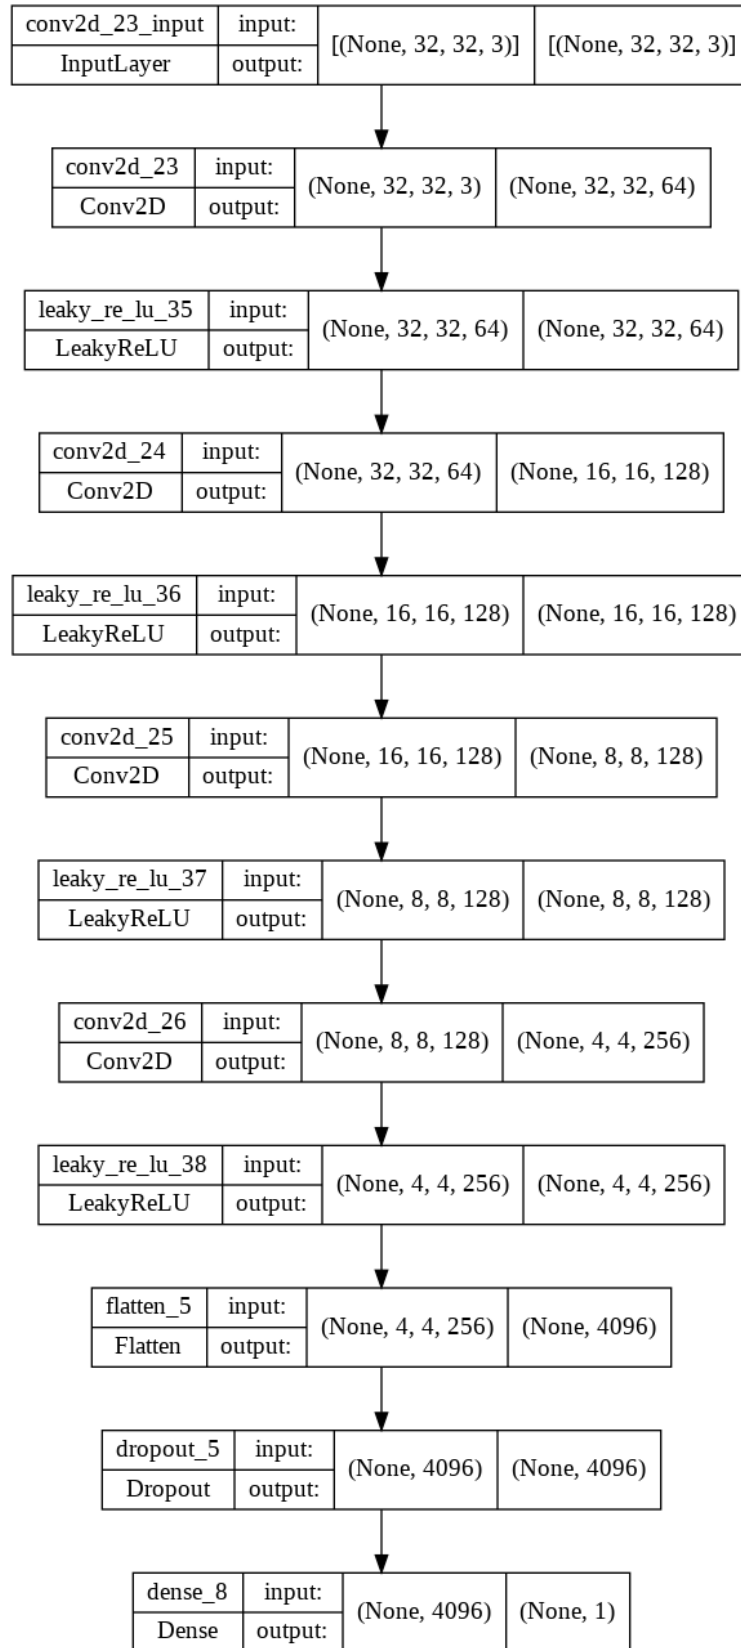 conv2d_23_input input: [(None, 32, 32, 3)] [(None, 32, 32, 3)]
InputLayer output:
conv2d_23 input: (None, 32, 32, 3) (None, 32, 32, 64)
Conv2D output:
leaky_re_lu_35 input: (None, 32, 32, 64) (None, 32, 32, 64)
LeakyReLU output:
conv2d_24 input: (None, 32, 32, 64) (None, 16, 16, 128)
Conv2D output:
leaky_re_lu_36 input: (None, 16, 16, 128) (None, 16, 16, 128)
LeakyReLU output:
conv2d_25 input: (None, 16, 16, 128) (None, 8, 8, 128)
Conv2D output:
leaky_re_lu_37 input: (None, 8, 8, 128) (None, 8, 8, 128)
LeakyReLU output:
conv2d_26 input: (None, 8, 8, 128) (None, 4, 4, 256)
Conv2D output:
leaky_re_lu_38 input: (None, 4, 4, 256) (None, 4, 4, 256)
LeakyReLU output:
flatten_5 input: (None, 4, 4, 256) (None, 4096)
Flatten output:
dropout_5 input: (None, 4096) (None, 4096)
Dropout output:
dense_8 input: (None, 4096) (None, 1)
Dense output: